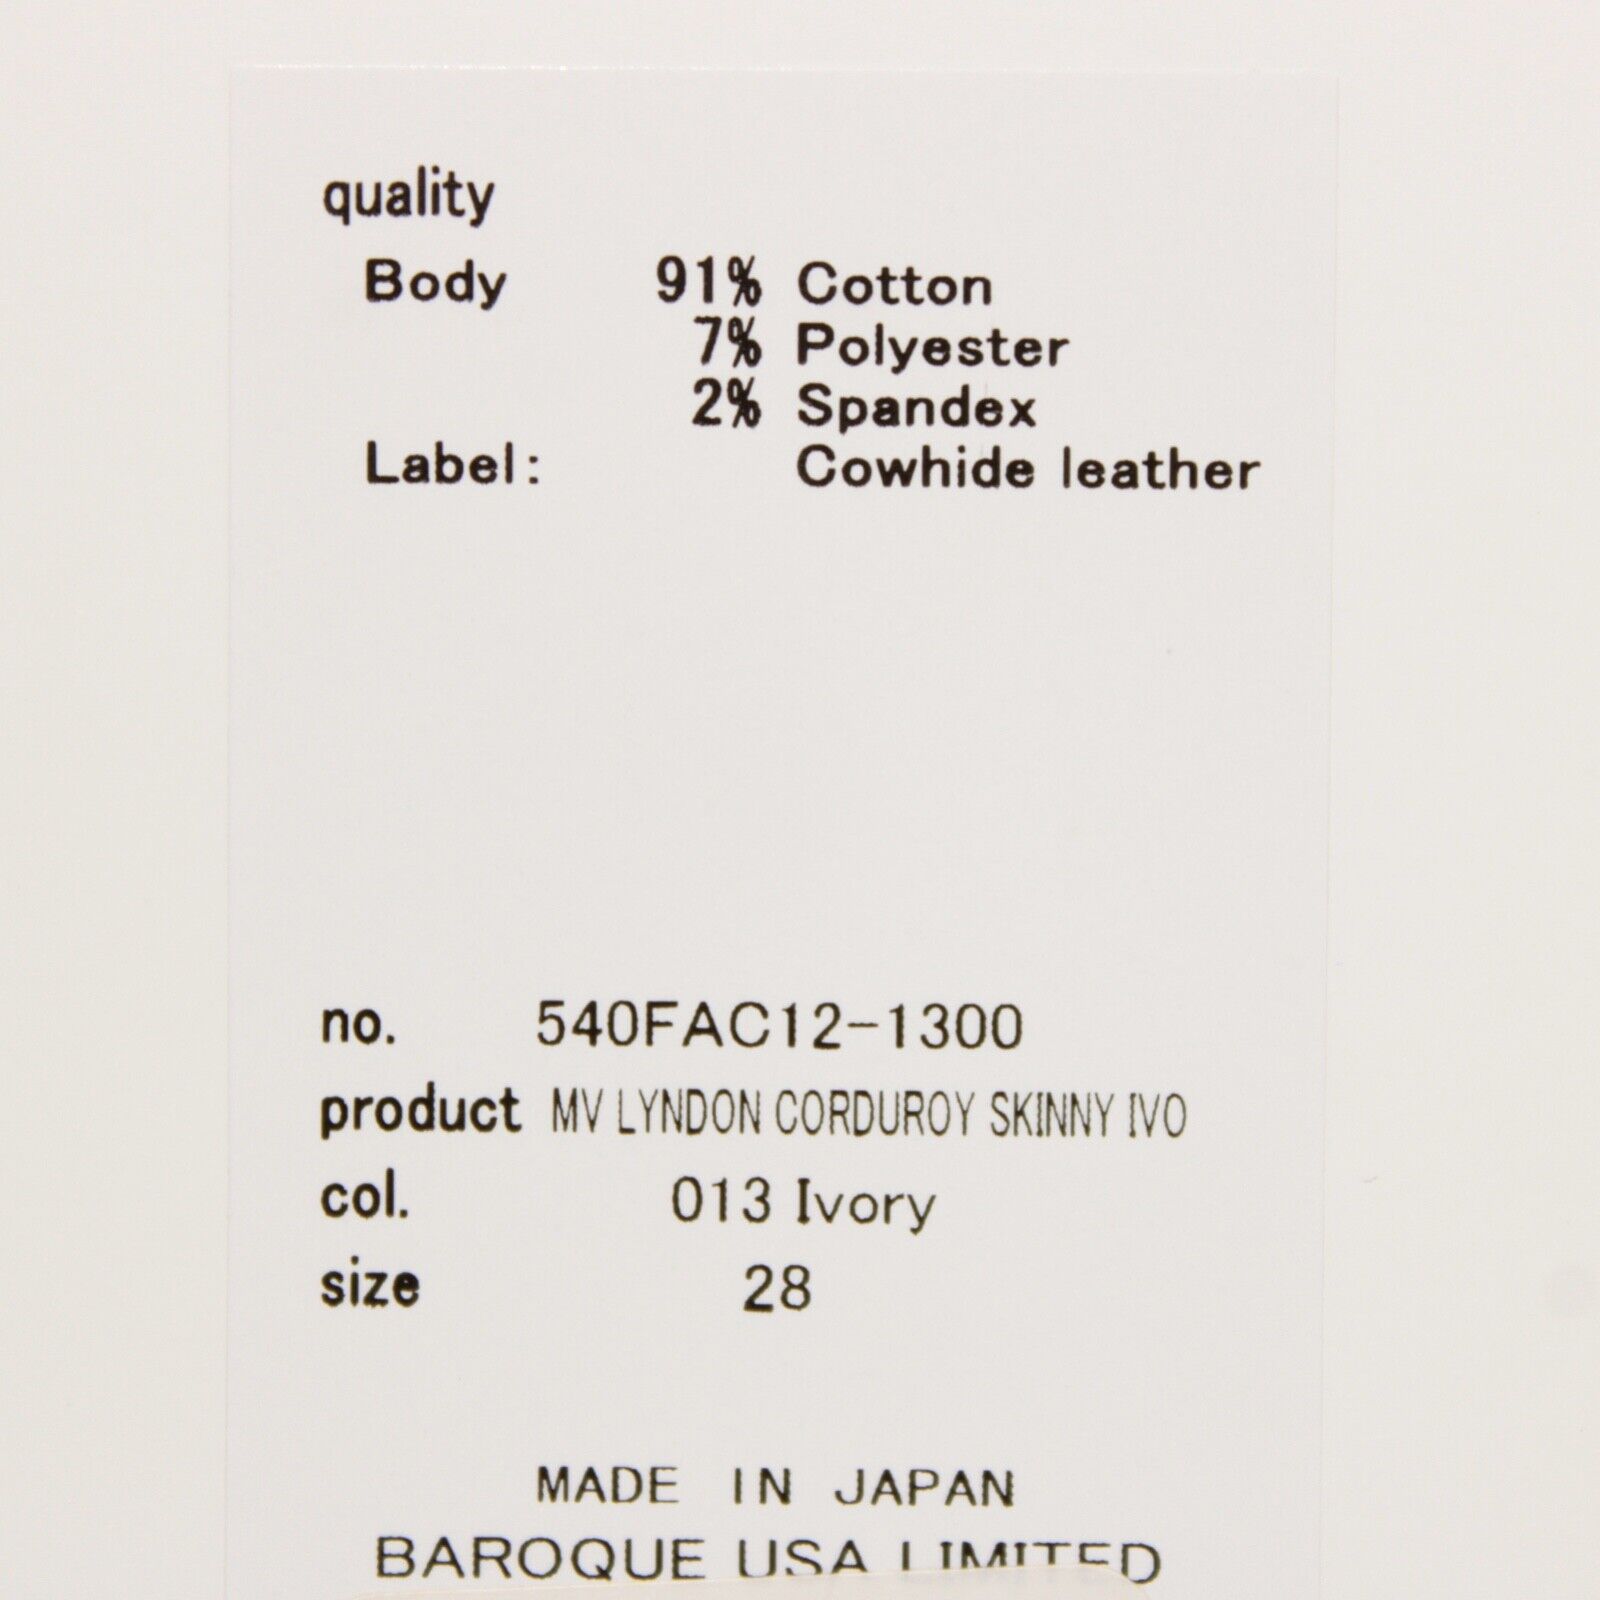 quality
Body 91% Cotton
7% Polyester
2% Spandex
Label: Cowhide leather
no. 540FAC12-1300
product MV LYNDON CORDUROY SKINNY IVO
col. 013 Ivory
size 28
MADE IN JAPAN
BAROQUE USA LIMITED